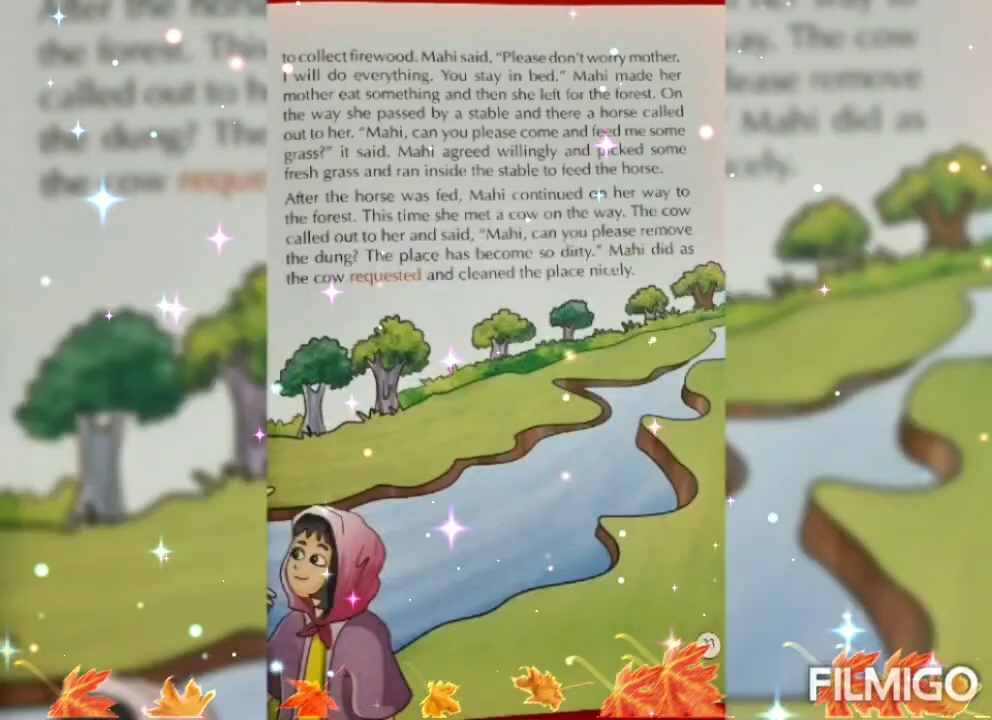 to collect firewood. Mahi said, "Please don't worry mother.
I will do everything. You stay in bed." Mahi made her
mother eat something and then she left for the forest. On
the way she passed by a stable and there a horse called
out to her. "Mahi, can you please come and feed me some
grass?" it said. Mahi agreed willingly and picked some
fresh grass and ran inside the stable to feed the horse.
After the horse was fed, Mahi continued on her way to
the forest. This time she met a cow on the way. The cow
called out to her and said, "Mahi, can you please remove
the dung? The place has become so dirty." Mahi did as
the cow requested and cleaned the place nicely.
FILMIGO